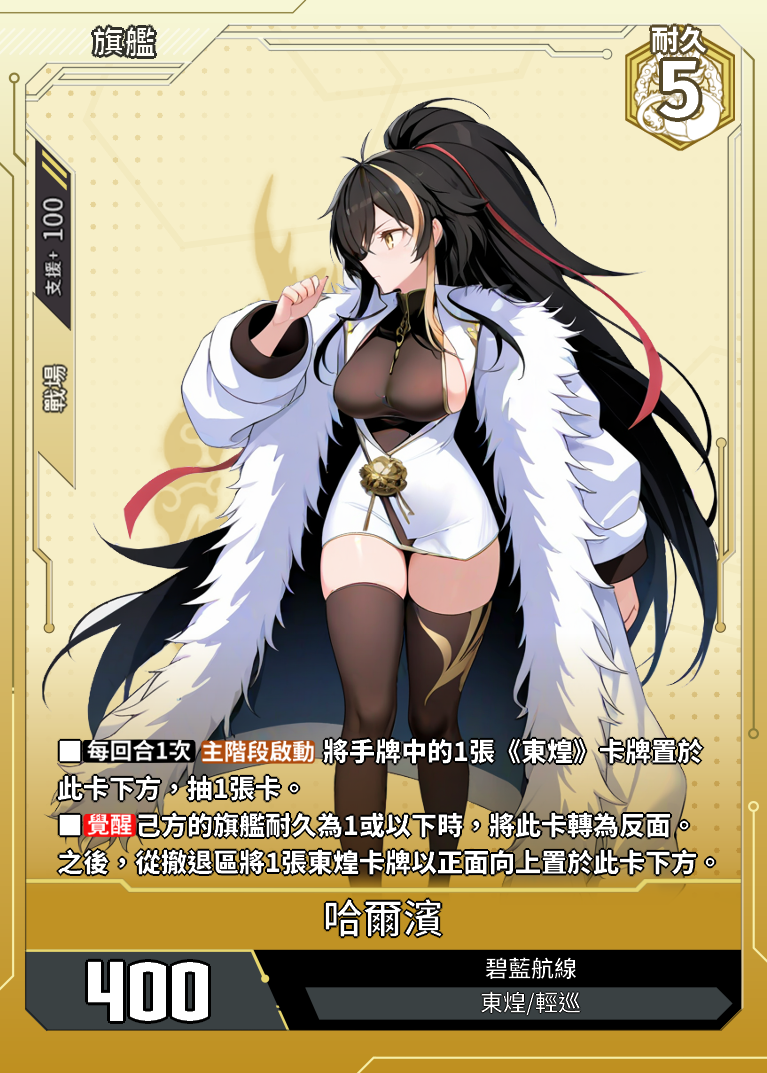 旗艦
耐久
5
支援+ 100
戰場
■每回合1次 主階段啟動 將手牌中的1張《東煌》卡牌置於
此卡下方，抽1張卡。
■覺醒 己方的旗艦耐久為1或以下時，將此卡轉為反面。
之後，從撤退區將1張東煌卡牌以正面向上置於此卡下方。
哈爾濱
400
碧藍航線
東煌/輕巡